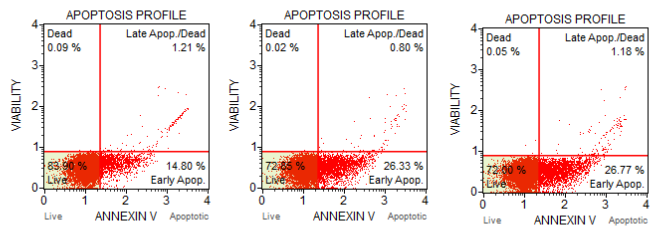 APOPTOSIS PROFILE
4
Dead Late Apop./Dead
0.09 % 1.21 %
3
VIABILITY
2
1
83.90 % 14.80 %
Live Early Apop.
0
0 1 2 3 4
Live ANNEXIN V Apoptotic
APOPTOSIS PROFILE
4
Dead Late Apop./Dead
0.02 % 0.80 %
3
VIABILITY
2
1
72.85 % 26.33 %
Live Early Apop.
0
0 1 2 3 4
Live ANNEXIN V Apoptotic
APOPTOSIS PROFILE
4
Dead Late Apop./Dead
0.05 % 1.18 %
3
VIABILITY
2
1
72.00 % 26.77 %
Live Early Apop.
0
0 1 2 3 4
Live ANNEXIN V Apoptotic